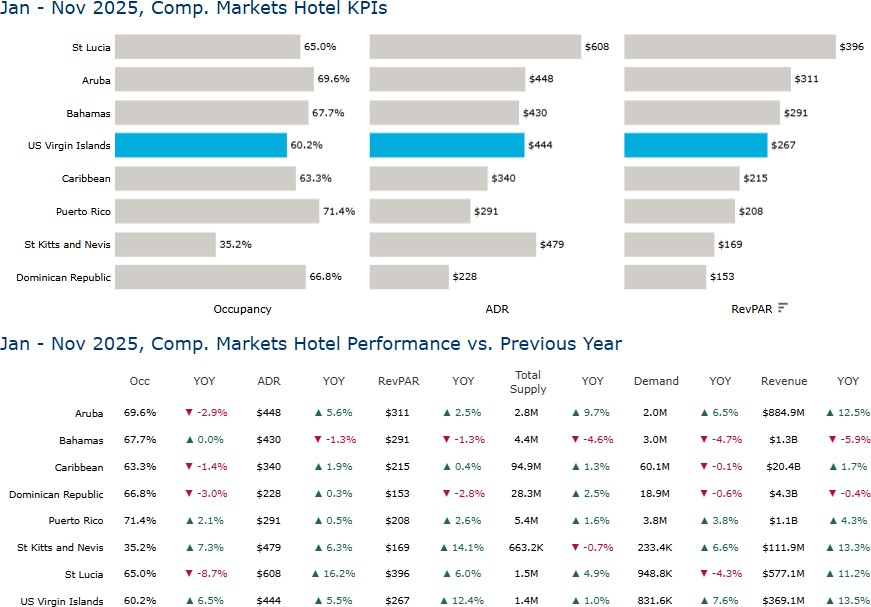 Jan - Nov 2025, Comp. Markets Hotel KPIs
St Lucia 65.0% $608 $396
Aruba 69.6% $448 $311
Bahamas 67.7% $430 $291
US Virgin Islands 60.2% $444 $267
Caribbean 63.3% $340 $215
Puerto Rico 71.4% $291 $208
St Kitts and Nevis 35.2% $479 $169
Dominican Republic 66.8% $228 $153
Occupancy ADR RevPAR
Jan - Nov 2025, Comp. Markets Hotel Performance vs. Previous Year
Occ YOY ADR YOY RevPAR YOY Total Supply YOY Demand YOY Revenue YOY
Aruba 69.6% ▼ -2.9% $448 ▲ 5.6% $311 ▲ 2.5% 2.8M ▲ 9.7% 2.0M ▲ 6.5% $884.9M ▲ 12.5%
Bahamas 67.7% ▲ 0.0% $430 ▼ -1.3% $291 ▼ -1.3% 4.4M ▼ -4.6% 3.0M ▼ -4.7% $1.3B ▼ -5.9%
Caribbean 63.3% ▼ -1.4% $340 ▲ 1.9% $215 ▲ 0.4% 94.9M ▲ 1.3% 60.1M ▼ -0.1% $20.4B ▲ 1.7%
Dominican Republic 66.8% ▼ -3.0% $228 ▲ 0.3% $153 ▼ -2.8% 28.3M ▲ 2.5% 18.9M ▼ -0.6% $4.3B ▼ -0.4%
Puerto Rico 71.4% ▲ 2.1% $291 ▲ 0.5% $208 ▲ 2.6% 5.4M ▲ 1.6% 3.8M ▲ 3.8% $1.1B ▲ 4.3%
St Kitts and Nevis 35.2% ▲ 7.3% $479 ▲ 6.3% $169 ▲ 14.1% 663.2K ▼ -0.7% 233.4K ▲ 6.6% $111.9M ▲ 13.3%
St Lucia 65.0% ▼ -8.7% $608 ▲ 16.2% $396 ▲ 6.0% 1.5M ▲ 4.9% 948.8K ▼ -4.3% $577.1M ▲ 11.2%
US Virgin Islands 60.2% ▲ 6.5% $444 ▲ 5.5% $267 ▲ 12.4% 1.4M ▲ 1.0% 831.6K ▲ 7.6% $369.1M ▲ 13.5%